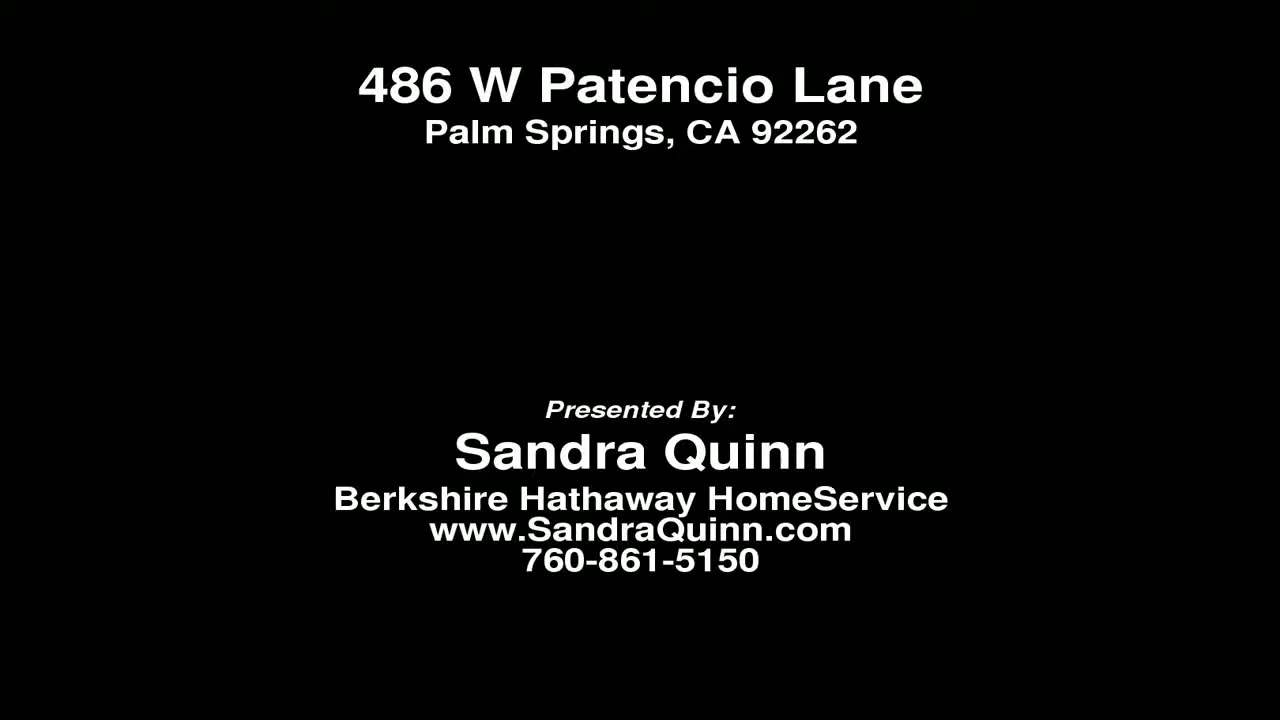 486 W Patencio Lane
Palm Springs, CA 92262
Presented By:
Sandra Quinn
Berkshire Hathaway HomeService
www.SandraQuinn.com
760-861-5150